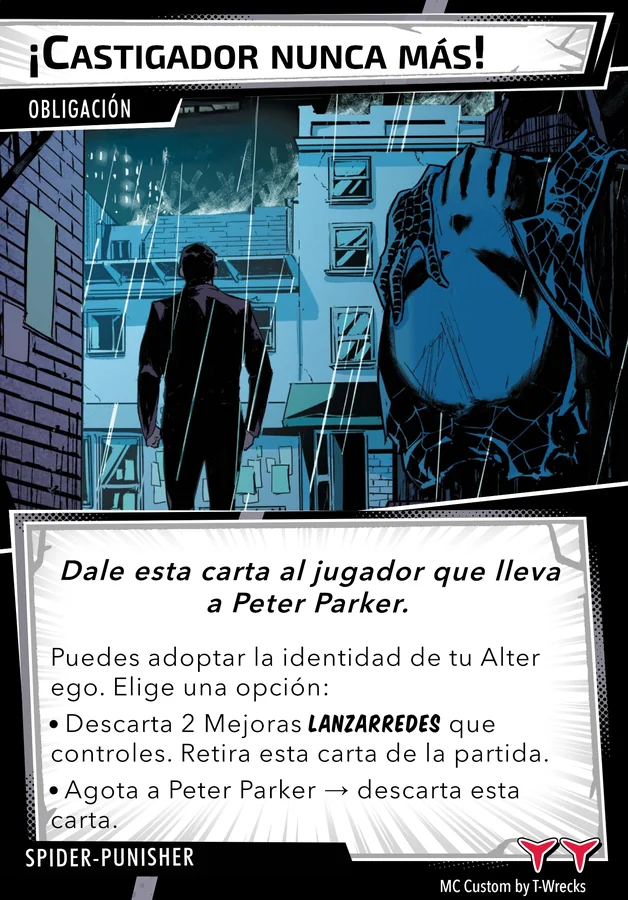 ¡Castigador nunca más!
OBLIGACIÓN
Dale esta carta al jugador que lleva
a Peter Parker.
Puedes adoptar la identidad de tu Alter
ego. Elige una opción:
• Descarta 2 Mejoras LANZARREDES que
controles. Retira esta carta de la partida.
• Agota a Peter Parker → descarta esta
carta.
SPIDER-PUNISHER
MC Custom by T-Wrecks